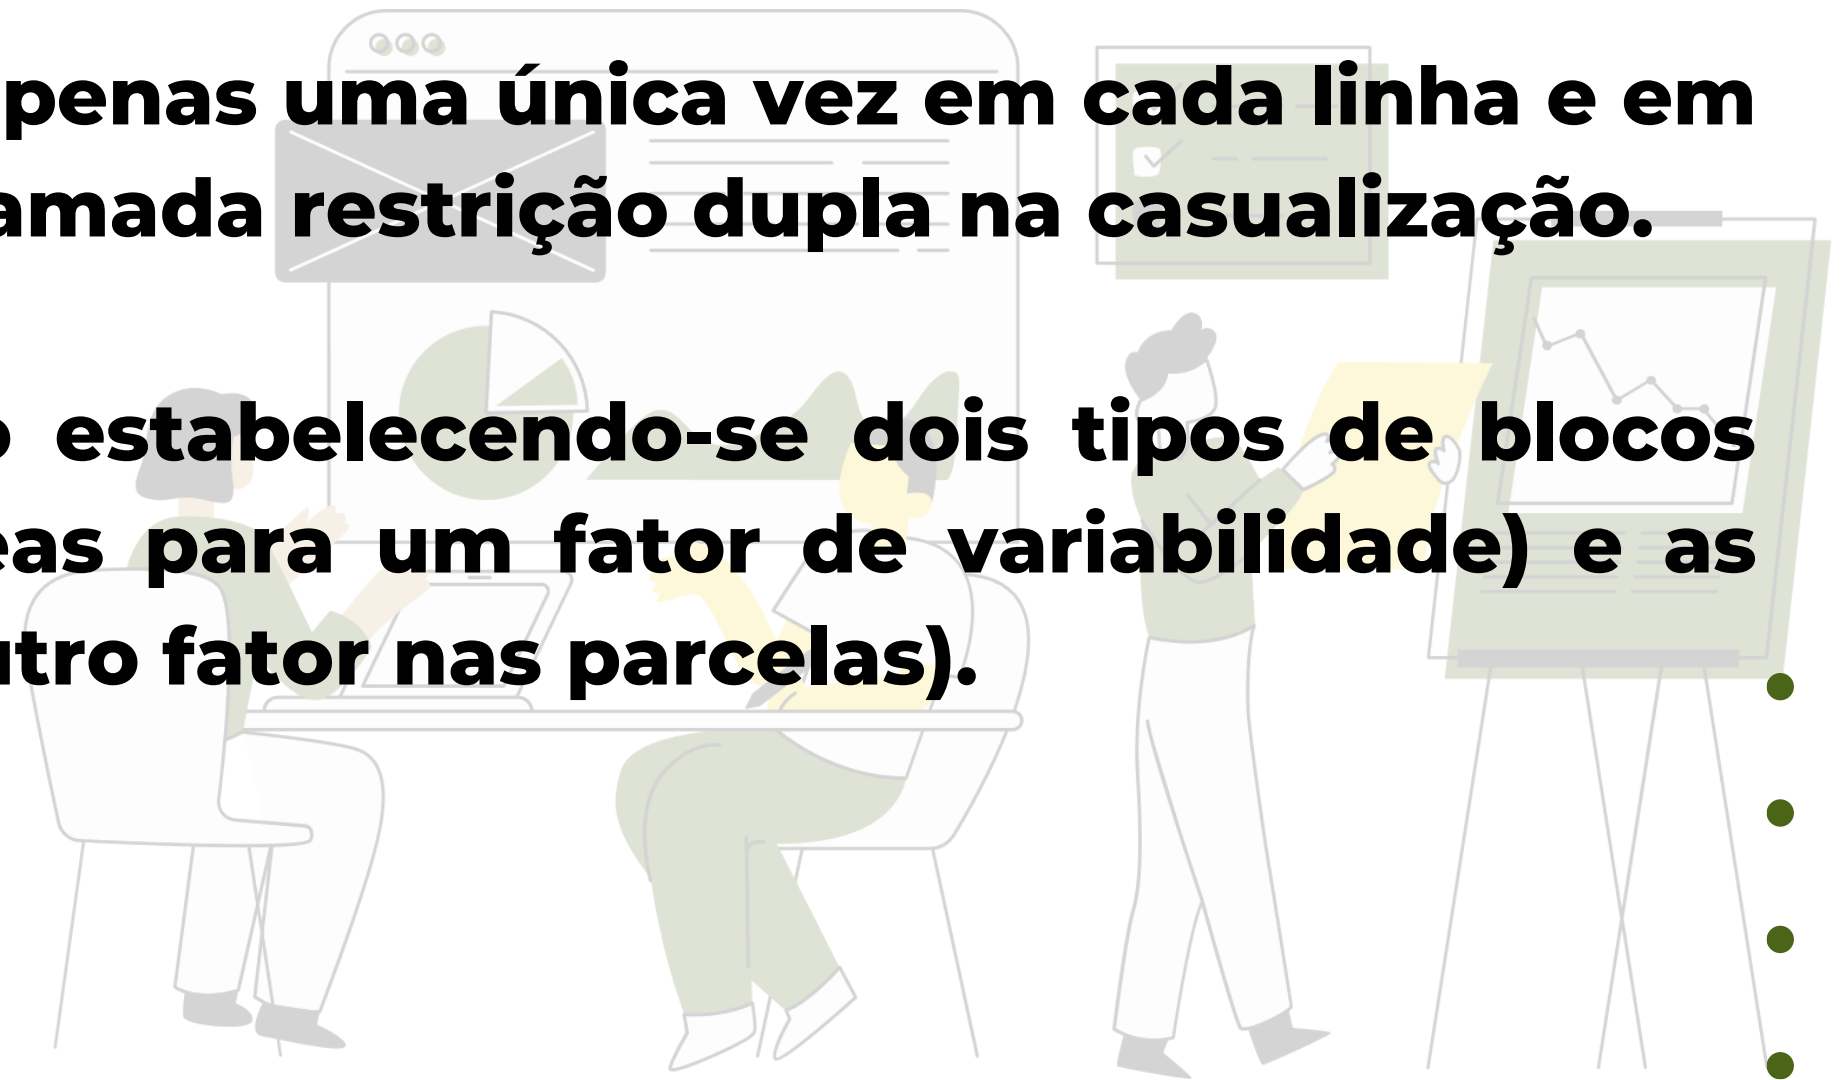 penas uma única vez em cada linha e em
amada restrição dupla na casualização.
estabelecendo-se dois tipos de blocos
eas para um fator de variabilidade) e as
utro fator nas parcelas).